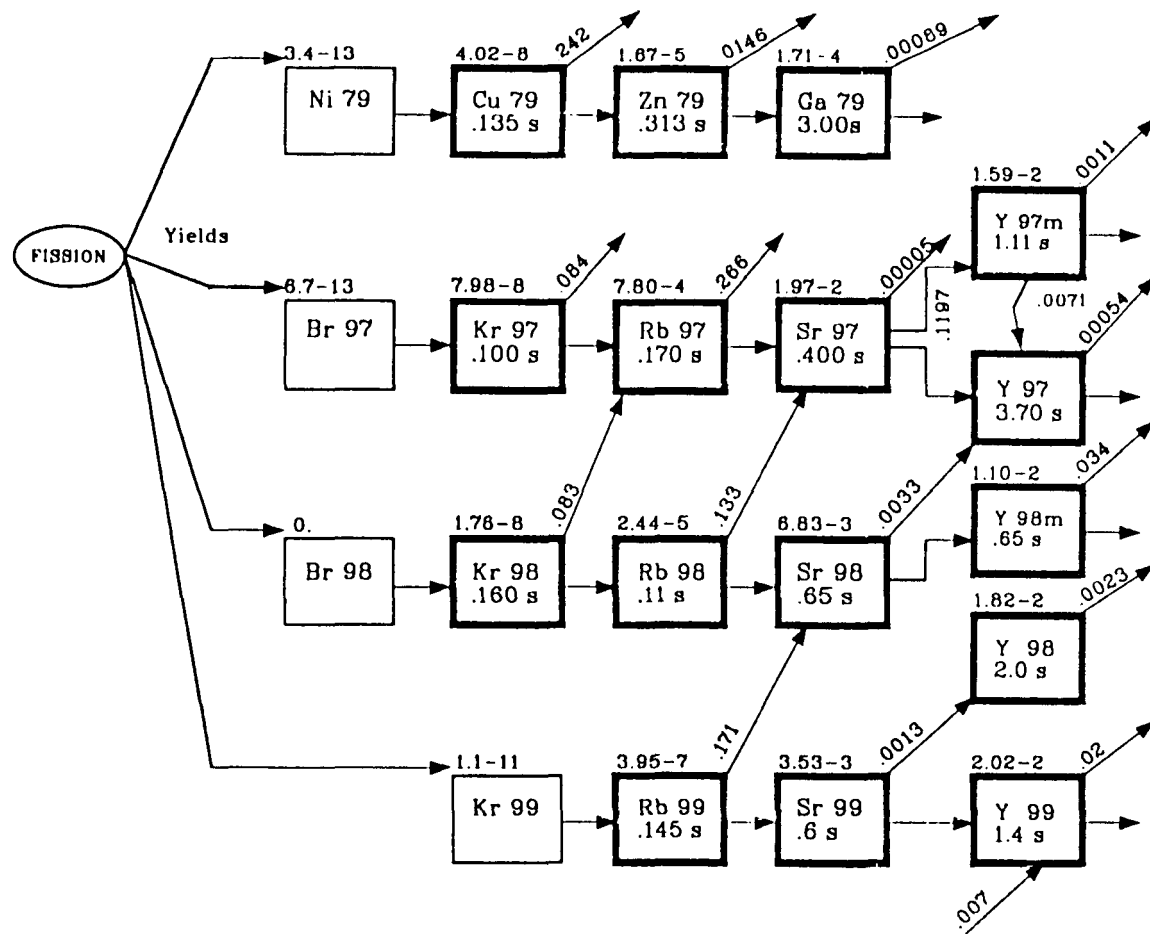 3.4-13 4.02-8 .242 1.67-5 .0146 1.71-4 .00089
Ni 79 Cu 79 Zn 79 Ga 79
.135 s .313 s 3.00s
1.59-2 .0011
Y 97m
1.11 s
FISSION Yields
6.7-13 7.98-8 .084 7.80-4 .266 1.97-2 .00005 .1197 .0071 .00054
Br 97 Kr 97 Rb 97 Sr 97
.100 s .170 s .400 s
Y 97
3.70 s
0. 1.76-8 .083 2.44-5 .133 6.83-3 .0033 1.10-2 .034
Y 98m
.65 s
Br 98 Kr 98 Rb 98 Sr 98
.160 s .11 s .65 s
1.82-2 .0023
Y 98
2.0 s
1.1-11 3.95-7 .171 3.53-3 .0013 2.02-2 .02
Kr 99 Rb 99 Sr 99 Y 99
.145 s .6 s 1.4 s
.007